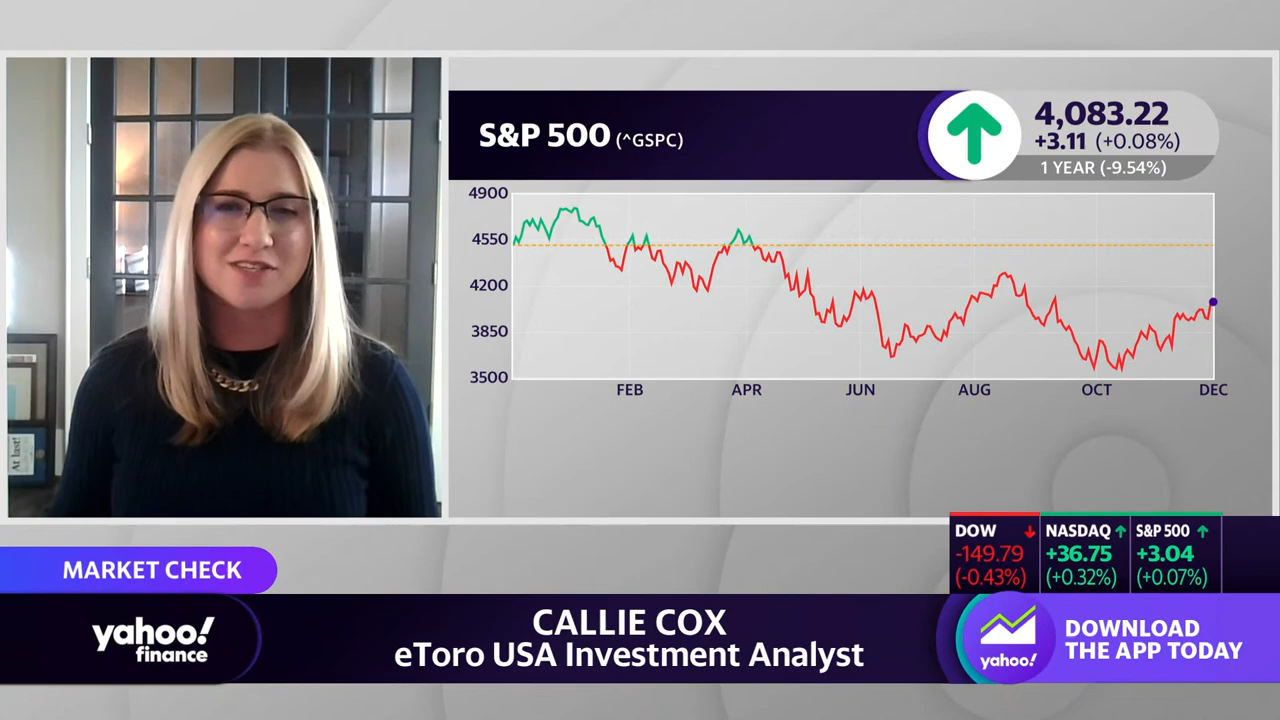 S&P 500 (^GSPC)
4,083.22
+3.11 (+0.08%)
1 YEAR (-9.54%)
4900
4550
4200
3850
3500
FEB APR JUN AUG OCT DEC
At last!
DOW
-149.79
(-0.43%)
NASDAQ
+36.75
(+0.32%)
S&P 500
+3.04
(+0.07%)
MARKET CHECK
yahoo!
finance
CALLIE COX
eToro USA Investment Analyst
yahoo!
DOWNLOAD
THE APP TODAY